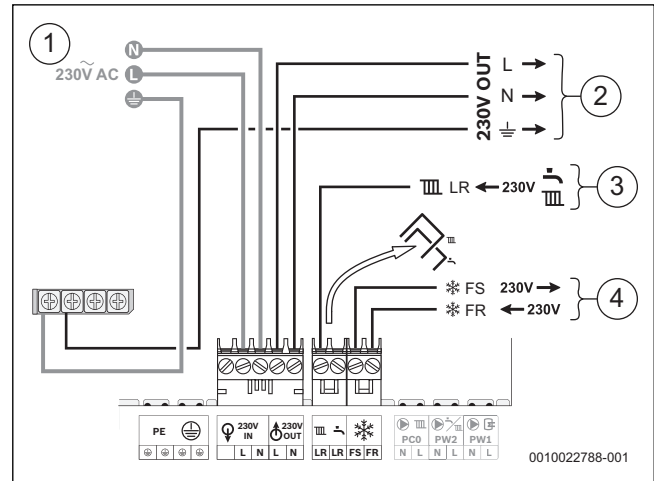 1
N
230V AC L
230V OUT
L
N
2
LR 230V
3
FS 230V
FR 230V
4
PE
230V IN
230V OUT
L N L N
LR LR FS FR
PC0 PW2 PW1
N L N L N L
0010022788-001